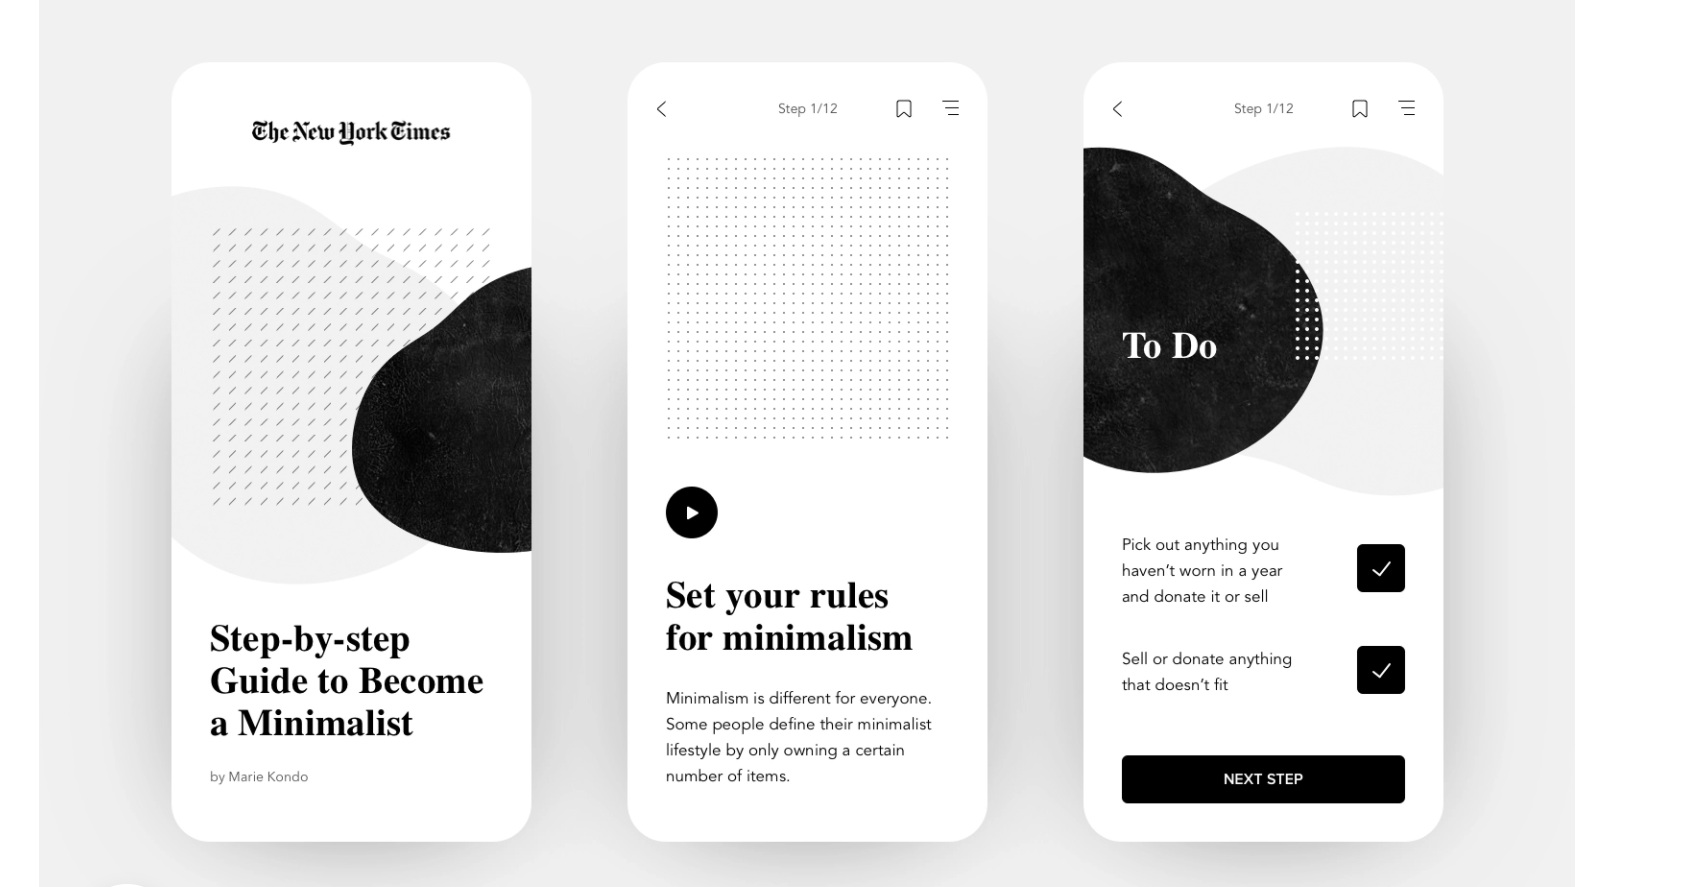 The New York Times
Step-by-step
Guide to Become
a Minimalist
by Marie Kondo
Step 1/12
Set your rules
for minimalism
Minimalism is different for everyone.
Some people define their minimalist
lifestyle by only owning a certain
number of items.
Step 1/12
To Do
Pick out anything you
haven’t worn in a year
and donate it or sell
Sell or donate anything
that doesn’t fit
NEXT STEP